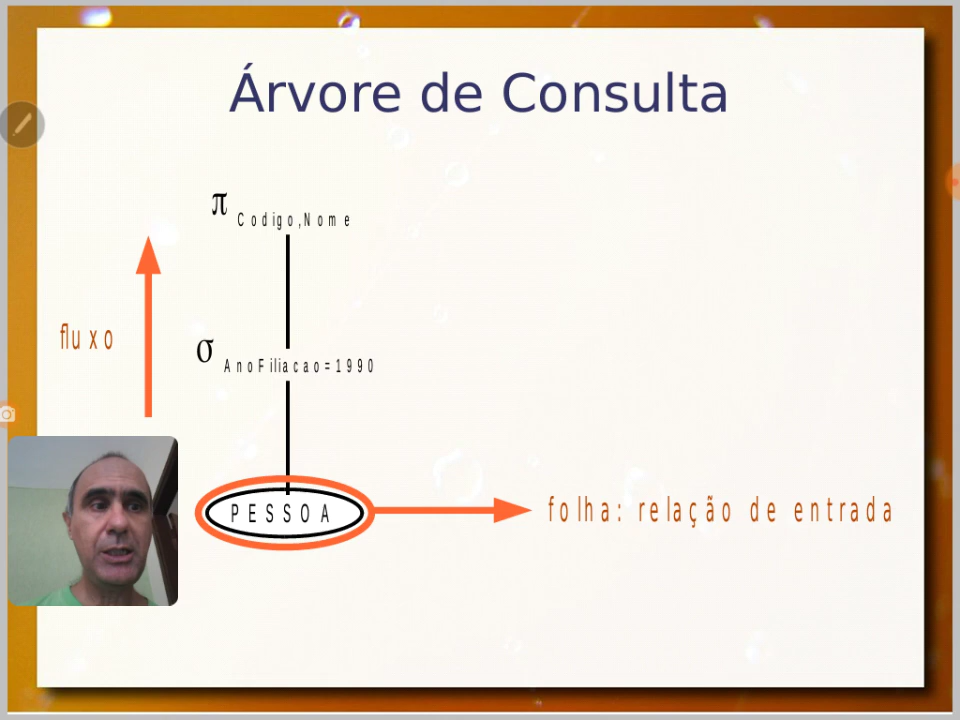 Árvore de Consulta
π Codigo,Nome
fluxo
σ AnoFiliacao=1990
PESSOA
folha: relação de entrada